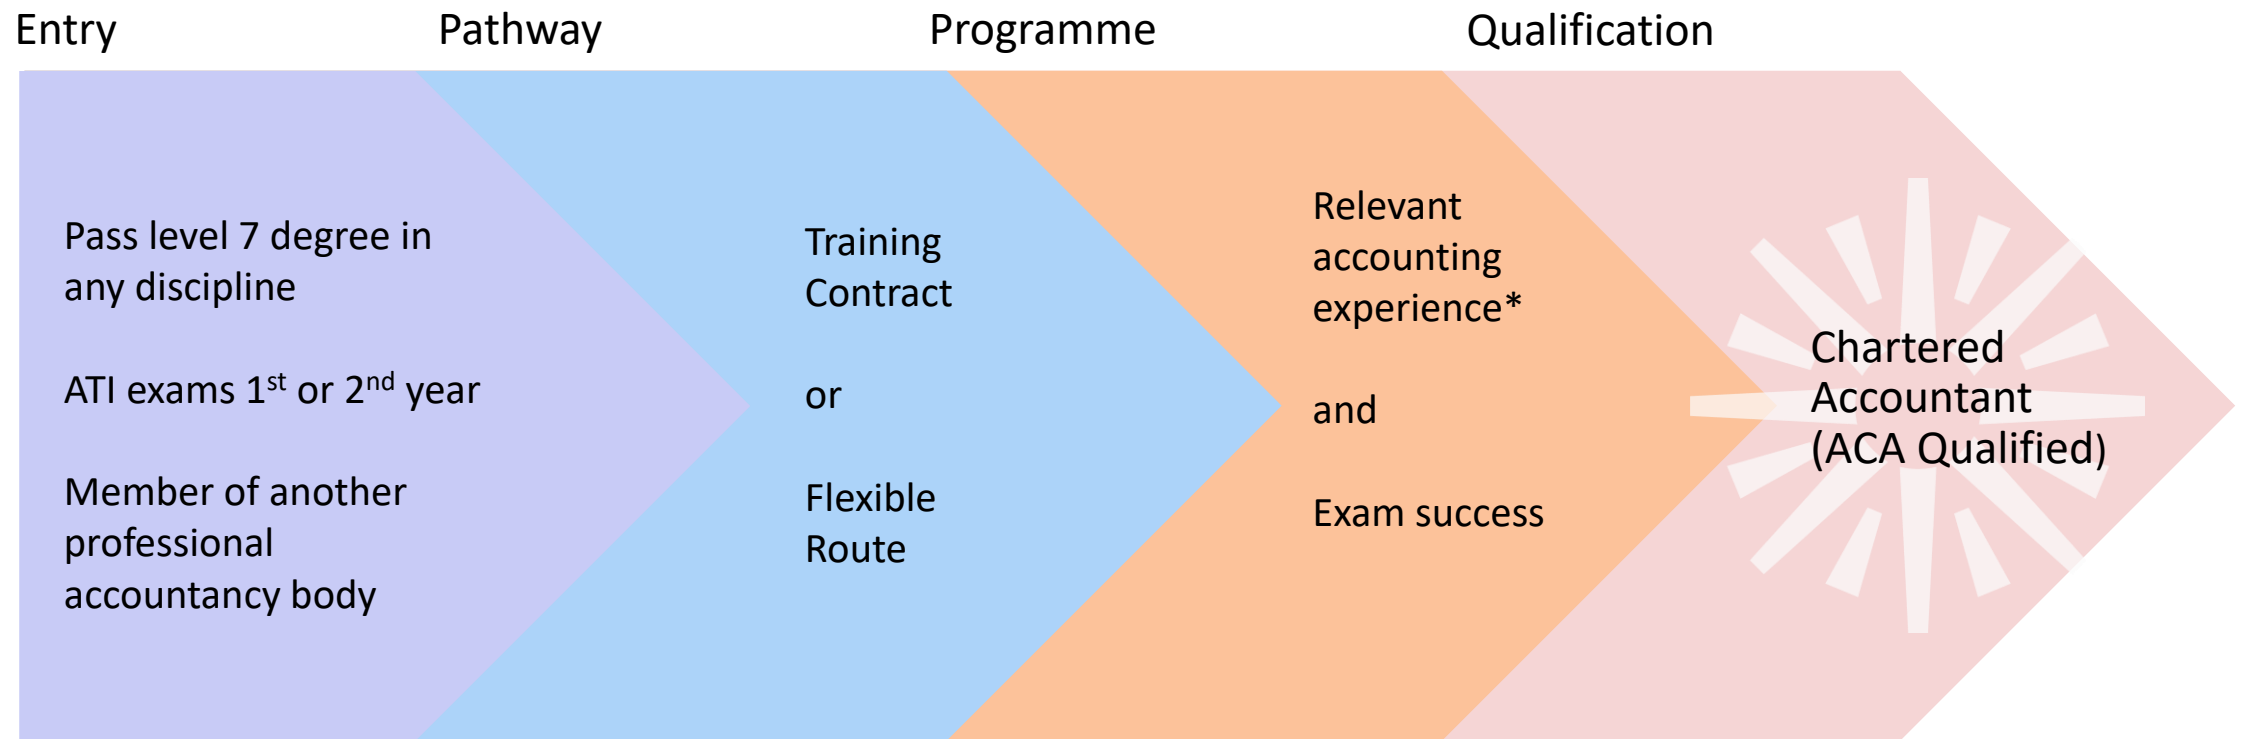 Entry
Pathway
Programme
Qualification
Pass level 7 degree in
any discipline
ATI exams 1st or 2nd year
Member of another
professional
accountancy body
Training
Contract
or
Flexible
Route
Relevant
accounting
experience*
and
Exam success
Chartered
Accountant
(ACA Qualified)